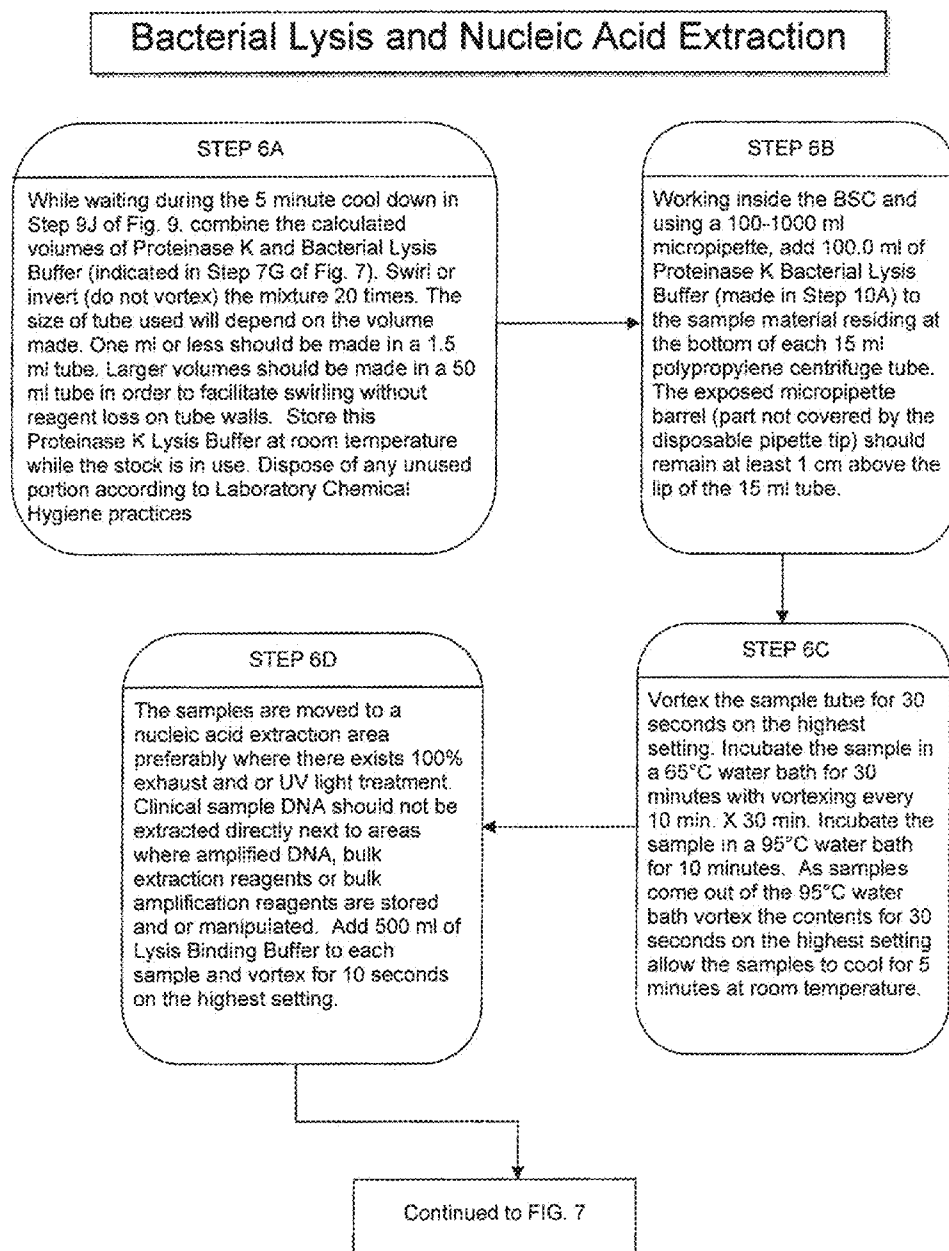 Bacterial Lysis and Nucleic Acid Extraction
STEP 6A
While waiting during the 5 minute cool down in
Step 9J of Fig. 9, combine the calculated
volumes of Proteinase K and Bacterial Lysis
Buffer (indicated in Step 7G of Fig. 7). Swirl or
invert (do not vortex) the mixture 20 times. The
size of tube used will depend on the volume
made. One ml or less should be made in a 1.5
ml tube. Larger volumes should be made in a 50
ml tube in order to facilitate swirling without
reagent loss on tube walls. Store this
Proteinase K Lysis Buffer at room temperature
while the stock is in use. Dispose of any unused
portion according to Laboratory Chemical
Hygiene practices
STEP 6B
Working inside the BSC and
using a 100-1000 ml
micropipette, add 100.0 ml of
Proteinase K Bacterial Lysis
Buffer (made in Step 10A) to
the sample material residing at
the bottom of each 15 ml
polypropylene centrifuge tube.
The exposed micropipette
barrel (part not covered by the
disposable pipette tip) should
remain at least 1 cm above the
lip of the 15 ml tube.
STEP 6C
Vortex the sample tube for 30
seconds on the highest
setting. Incubate the sample in
a 65°C water bath for 30
minutes with vortexing every
10 min. X 30 min. Incubate the
sample in a 95°C water bath
for 10 minutes. As samples
come out of the 95°C water
bath vortex the contents for 30
seconds on the highest setting
allow the samples to cool for 5
minutes at room temperature.
STEP 6D
The samples are moved to a
nucleic acid extraction area
preferably where there exists 100%
exhaust and or UV light treatment.
Clinical sample DNA should not be
extracted directly next to areas
where amplified DNA, bulk
extraction reagents or bulk
amplification reagents are stored
and or manipulated. Add 500 ml of
Lysis Binding Buffer to each
sample and vortex for 10 seconds
on the highest setting.
Continued to FIG. 7